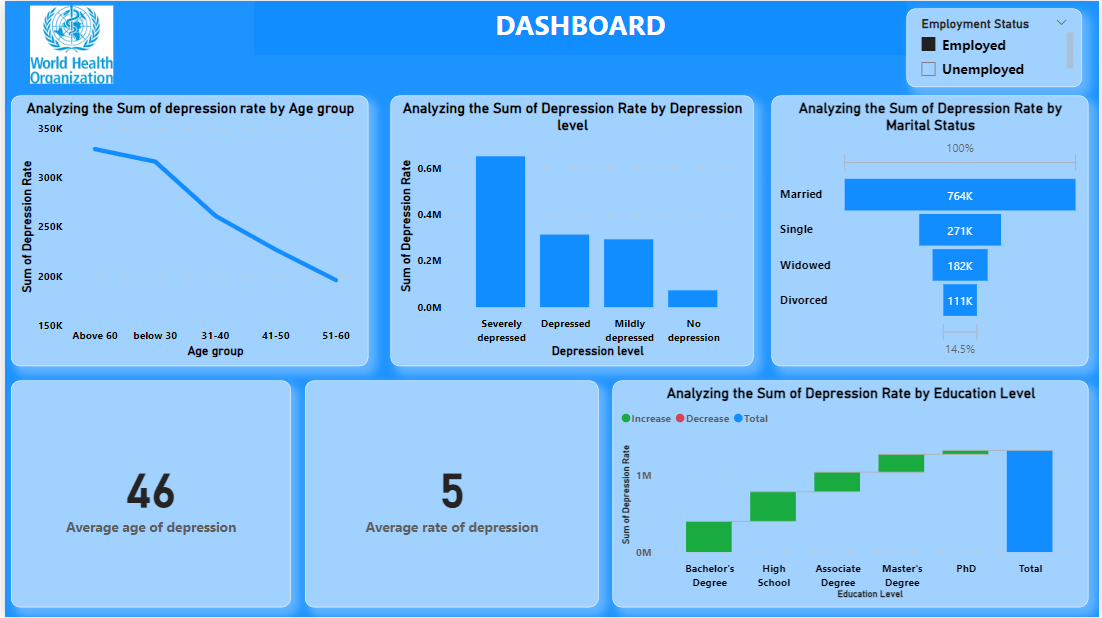 World Health
Organization
DASHBOARD
Employment Status
Employed
Unemployed
Analyzing the Sum of depression rate by Age group
Sum of Depression Rate
350K
300K
250K
200K
150K
Above 60
below 30
31-40
41-50
51-60
Age group
Analyzing the Sum of Depression Rate by Depression
level
Sum of Depression Rate
0.6M
0.4M
0.2M
0.0M
Severely
depressed
Depressed
Mildly
depressed
No
depression
Depression level
Analyzing the Sum of Depression Rate by
Marital Status
100%
Married
764K
Single
271K
Widowed
182K
Divorced
111K
14.5%
46
Average age of depression
5
Average rate of depression
Analyzing the Sum of Depression Rate by Education Level
Increase
Decrease
Total
Sum of Depression Rate
1M
0M
Bachelor's
Degree
High
School
Associate
Degree
Master's
Degree
PhD
Total
Education Level